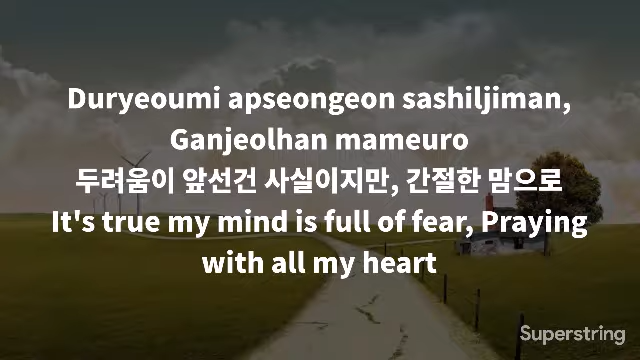 Duryeoumi apseongeon sashiljiman,
Ganjeolhan mameuro
두려움이 앞선건 사실이지만, 간절한 맘으로
It's true my mind is full of fear, Praying
with all my heart
Superstring